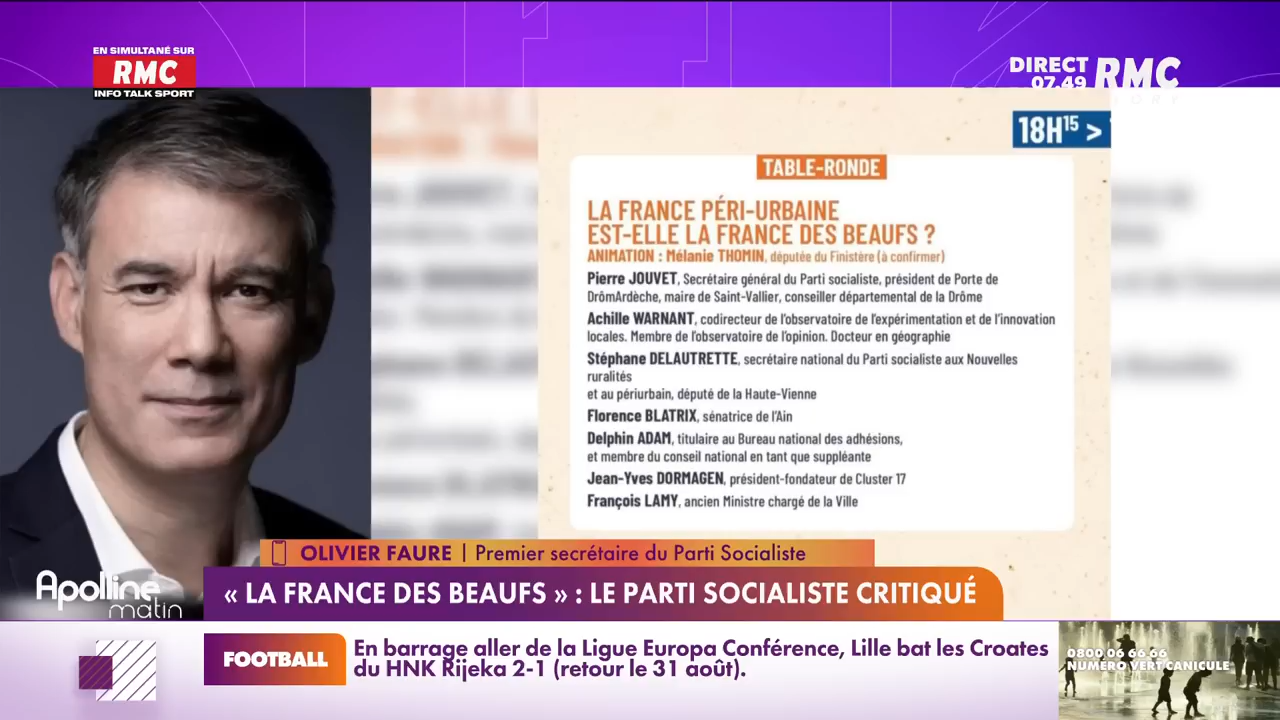 EN SIMULTANÉ SUR
RMC
INFO TALK SPORT
DIRECT
07.49
RMC
18H15 >
TABLE-RONDE
LA FRANCE PÉRI-URBAINE
EST-ELLE LA FRANCE DES BEAUFS ?
ANIMATION : Mélanie THOMIN, députée du Finistère (à confirmer)
Pierre JOUVET, Secrétaire général du Parti socialiste, président de Porte de
DrômArdèche, maire de Saint-Vallier, conseiller départemental de la Drôme
Achille WARNANT, codirecteur de l'observatoire de l'expérimentation et de l'innovation
locales. Membre de l'observatoire de l'opinion. Docteur en géographie
Stéphane DELAUTRETTE, secrétaire national du Parti socialiste aux Nouvelles
ruralités
et au périurbain, député de la Haute-Vienne
Florence BLATRIX, sénatrice de l'Ain
Delphin ADAM, titulaire au Bureau national des adhésions,
et membre du conseil national en tant que suppléante
Jean-Yves DORMAGEN, président-fondateur de Cluster 17
François LAMY, ancien Ministre chargé de la Ville
OLIVIER FAURE | Premier secrétaire du Parti Socialiste
Apolline
matin
« LA FRANCE DES BEAUFS » : LE PARTI SOCIALISTE CRITIQUÉ
FOOTBALL
En barrage aller de la Ligue Europa Conférence, Lille bat les Croates
du HNK Rijeka 2-1 (retour le 31 août).
0800 06 66 66
NUMÉRO VERT CANICULE